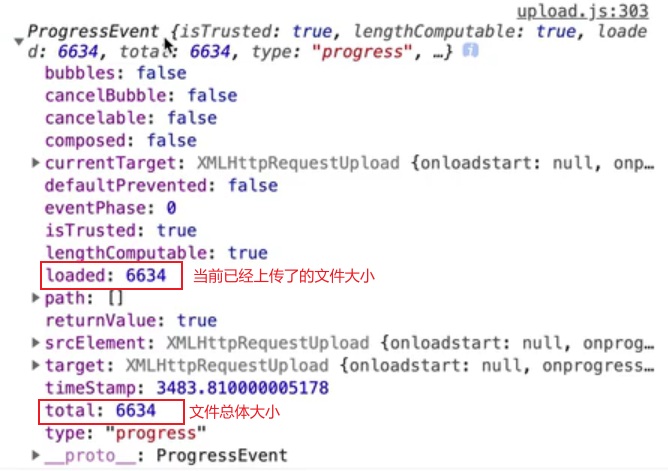 upload.js:303
ProgressEvent {isTrusted: true, lengthComputable: true, loade
d: 6634, total: 6634, type: "progress", …}
bubbles: false
cancelBubble: false
cancelable: false
composed: false
currentTarget: XMLHttpRequestUpload {onloadstart: null, onp…
defaultPrevented: false
eventPhase: 0
isTrusted: true
lengthComputable: true
loaded: 6634 当前已经上传了的文件大小
path: []
returnValue: true
srcElement: XMLHttpRequestUpload {onloadstart: null, onprog…
target: XMLHttpRequestUpload {onloadstart: null, onprogress…
timeStamp: 3483.810000005178
total: 6634 文件总体大小
type: "progress"
__proto__: ProgressEvent